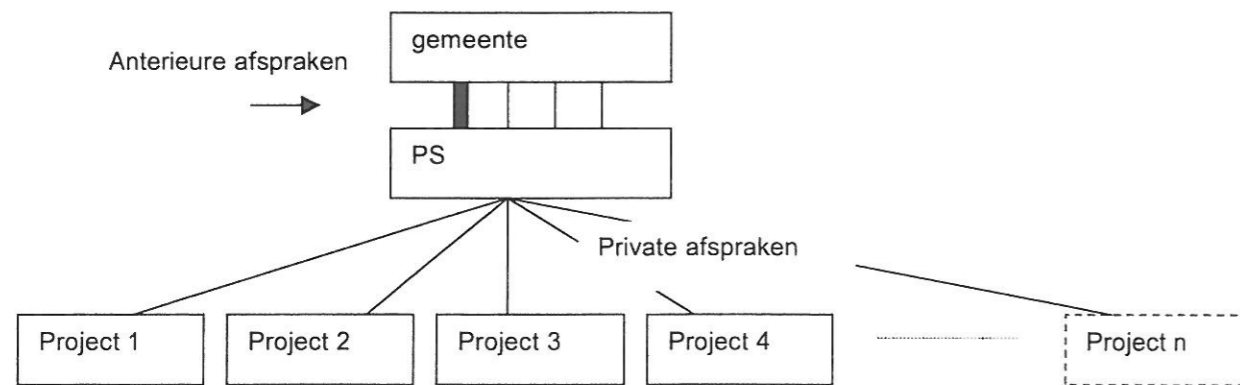 gemeente
Anterieure afspraken
PS
Private afspraken
Project 1
Project 2
Project 3
Project 4
Project n